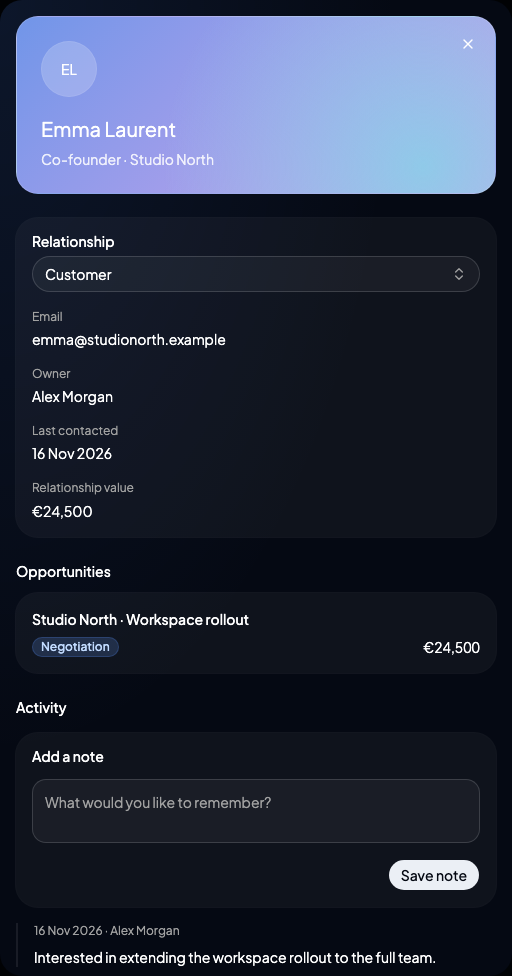 EL
Emma Laurent
Co-founder · Studio North
Relationship
Customer
Email
emma@studionorth.example
Owner
Alex Morgan
Last contacted
16 Nov 2026
Relationship value
€24,500
Opportunities
Studio North · Workspace rollout
Negotiation
€24,500
Activity
Add a note
What would you like to remember?
Save note
16 Nov 2026 · Alex Morgan
Interested in extending the workspace rollout to the full team.